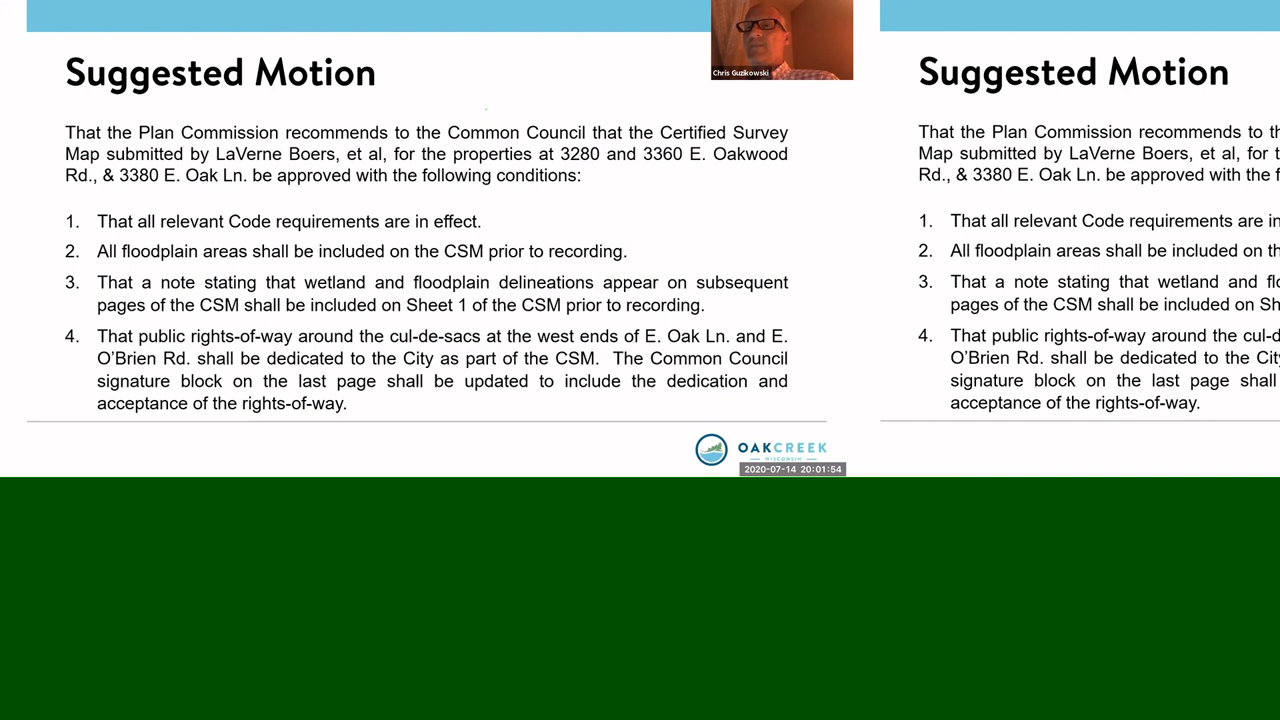 Suggested Motion
That the Plan Commission recommends to the Common Council that the Certified Survey
Map submitted by LaVerne Boers, et al, for the properties at 3280 and 3360 E. Oakwood
Rd., & 3380 E. Oak Ln. be approved with the following conditions:
1. That all relevant Code requirements are in effect.
2. All floodplain areas shall be included on the CSM prior to recording.
3. That a note stating that wetland and floodplain delineations appear on subsequent
pages of the CSM shall be included on Sheet 1 of the CSM prior to recording.
4. That public rights-of-way around the cul-de-sacs at the west ends of E. Oak Ln. and E.
O'Brien Rd. shall be dedicated to the City as part of the CSM. The Common Council
signature block on the last page shall be updated to include the dedication and
acceptance of the rights-of-way.
Chris Guzikowski
OAKCREEK
WISCONSIN
2020-07-14 20:01:54
Suggested Motion
That the Plan Commission recommends to
Map submitted by LaVerne Boers, et al, for
Rd., & 3380 E. Oak Ln. be approved with the
1. That all relevant Code requirements are in
2. All floodplain areas shall be included on
3. That a note stating that wetland and
pages of the CSM shall be included on
4. That public rights-of-way around the
O'Brien Rd. shall be dedicated to the
signature block on the last page shall
acceptance of the rights-of-way.